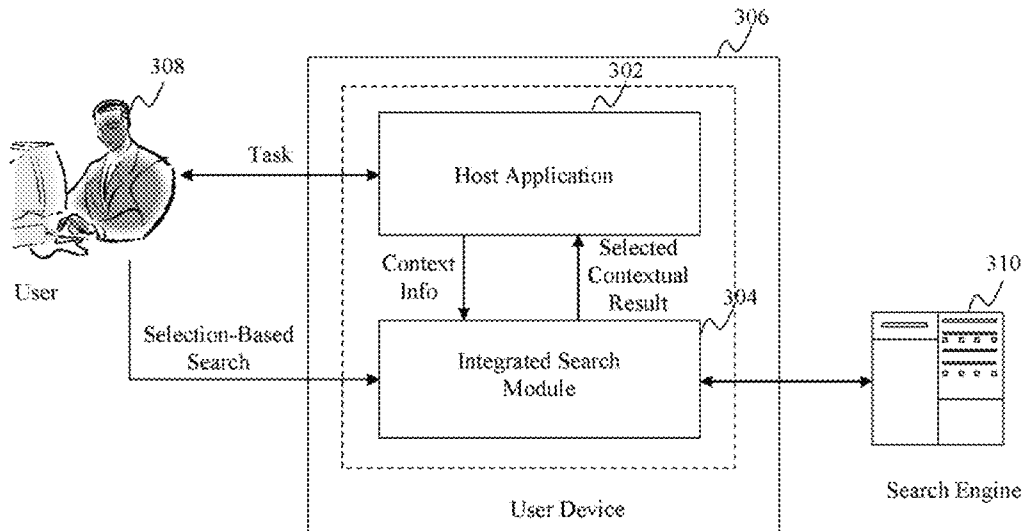 306
308
302
Task
Host Application
User
Context
Info
Selected
Contextual
Result
304
310
Selection-Based
Search
Integrated Search
Module
User Device
Search Engine